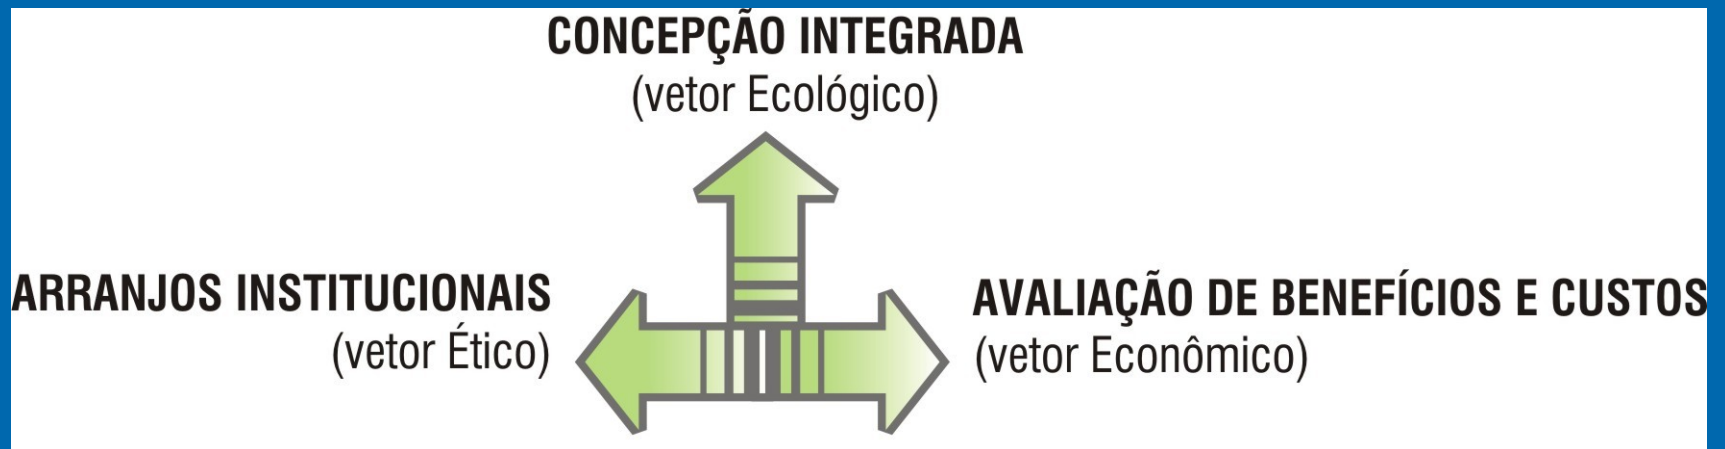 CONCEPÇÃO INTEGRADA
(vetor Ecológico)
ARRANJOS INSTITUCIONAIS
(vetor Ético)
AVALIAÇÃO DE BENEFÍCIOS E CUSTOS
(vetor Econômico)